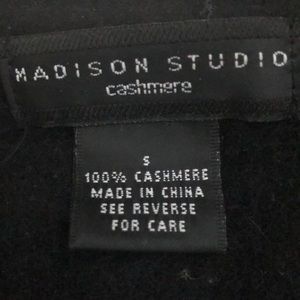 MADISON STUDIO
cashmere
S
100% CASHMERE
MADE IN CHINA
SEE REVERSE
FOR CARE